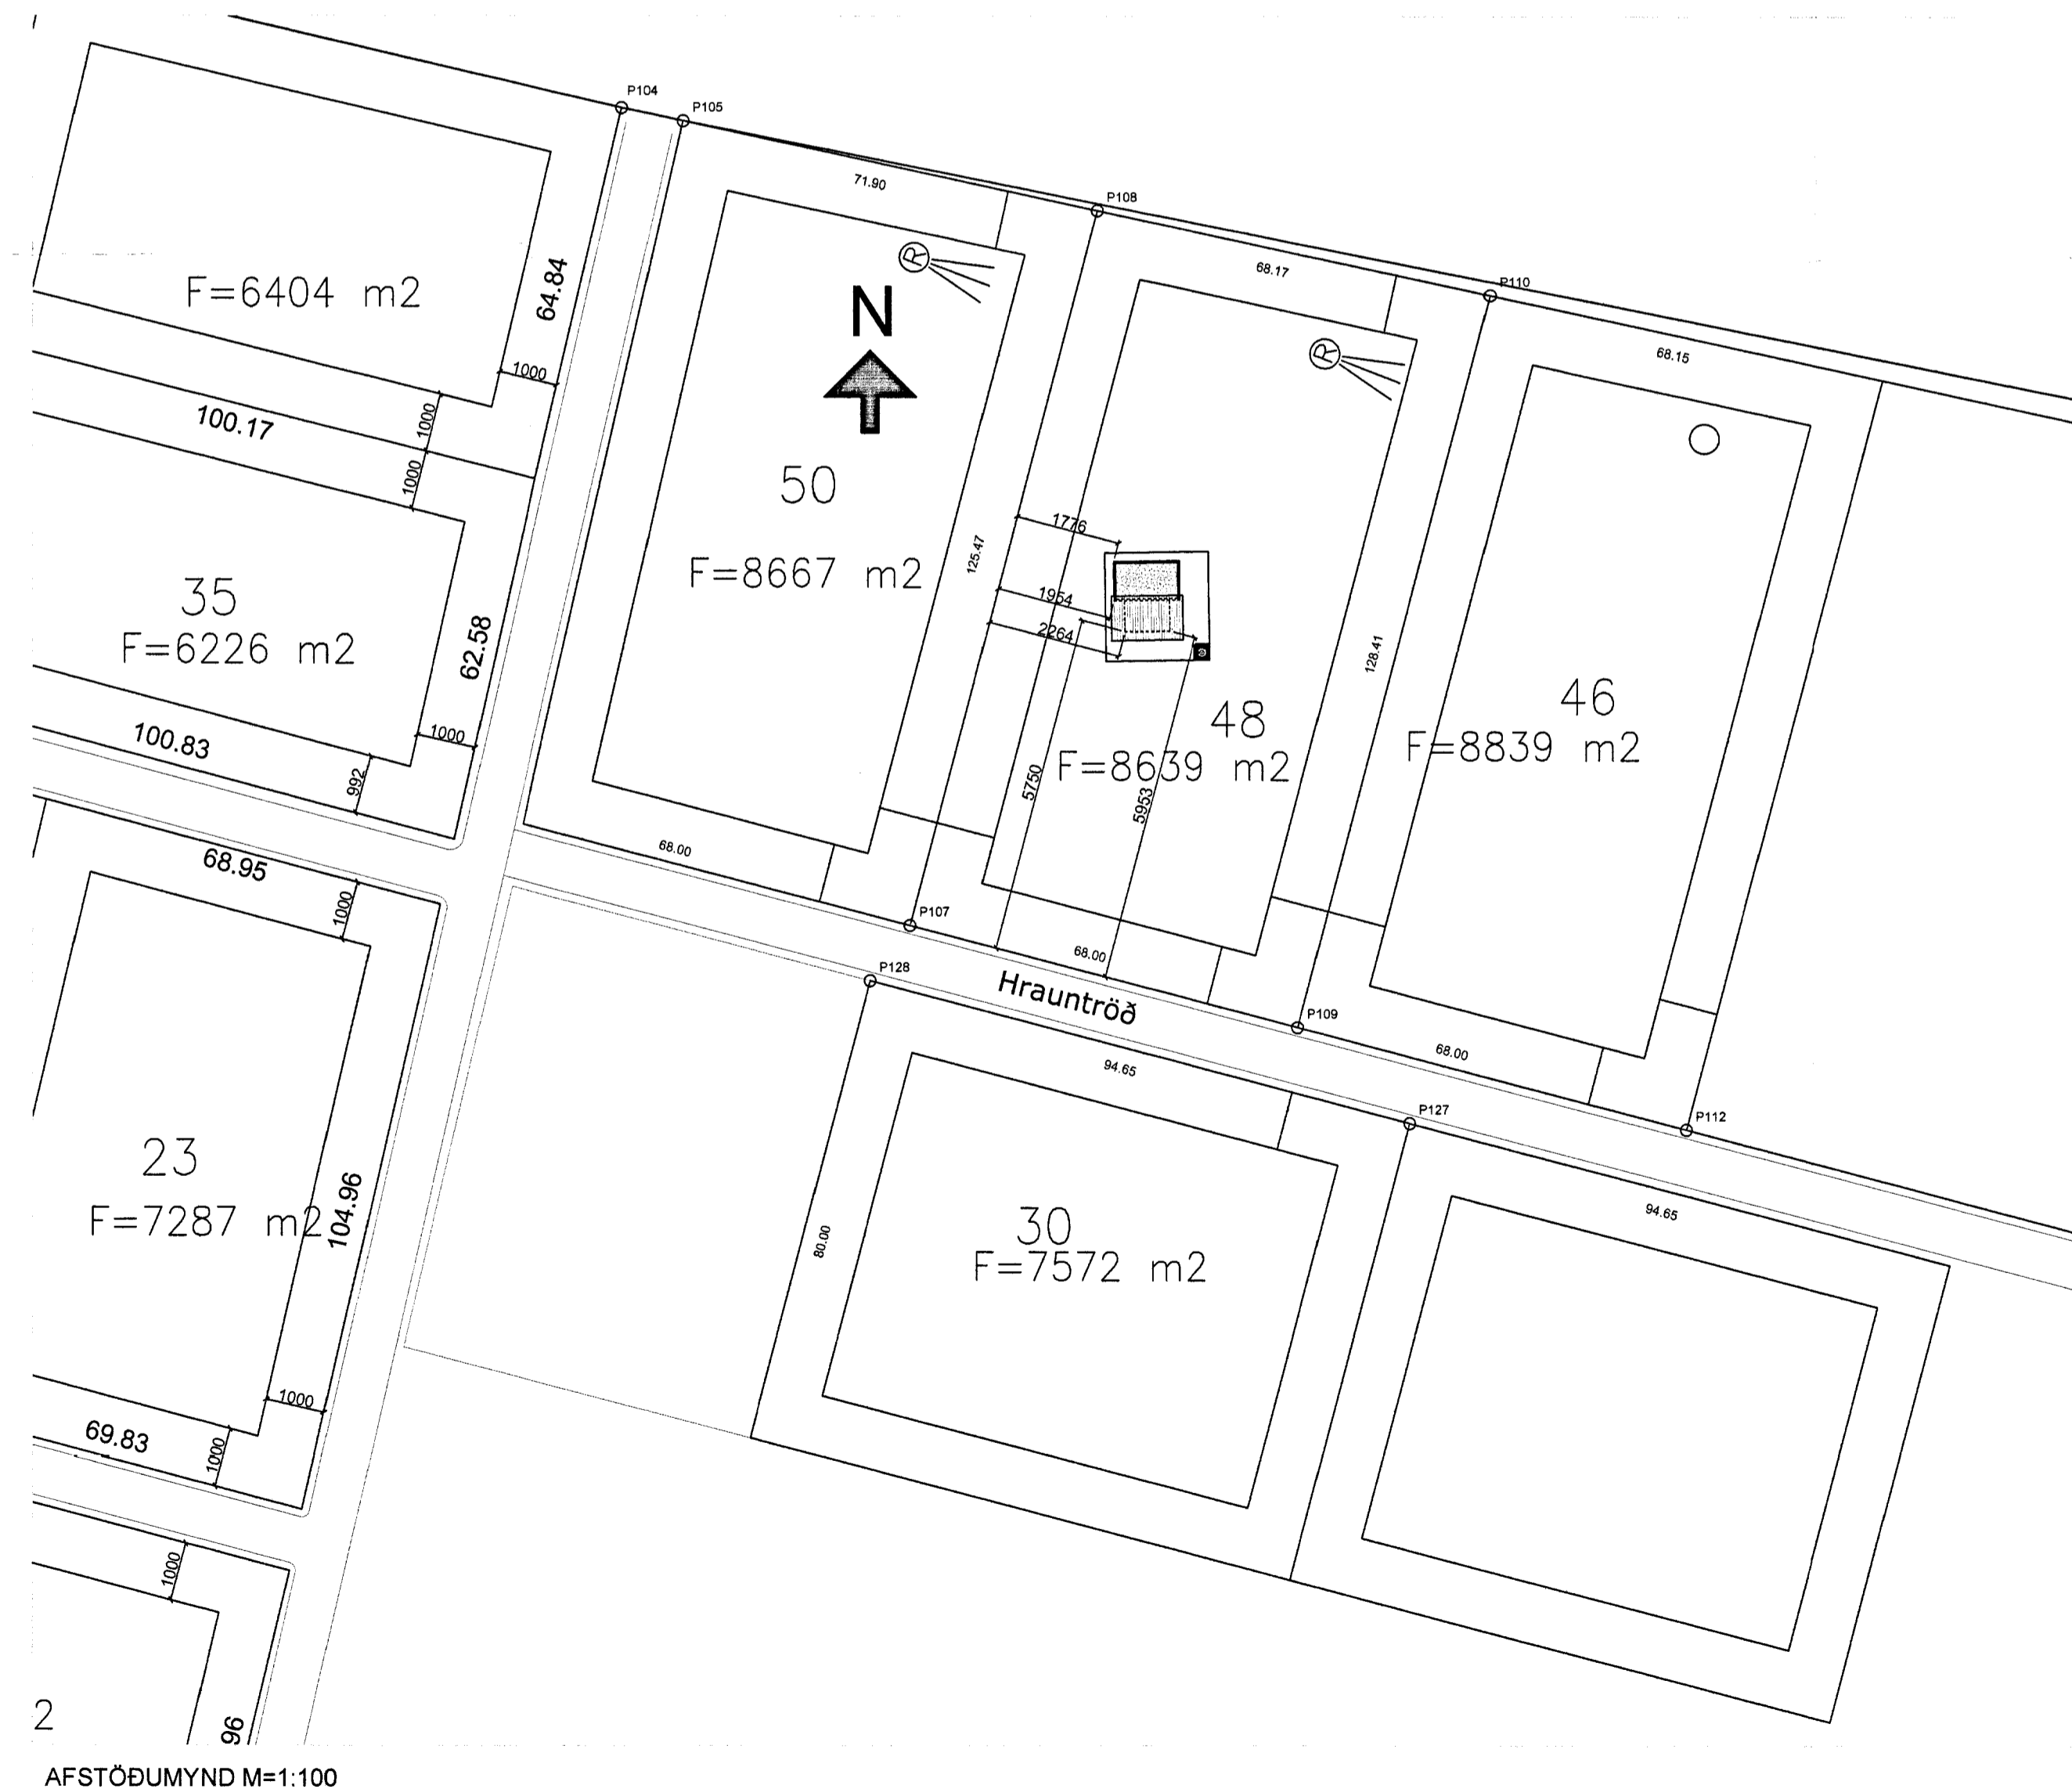 P104
P105
71.90
P108
68.17
P110
68.15
F=6404 m2
64.84
1000
1000
100.17
1000
N
50
F=8667 m2
125.47
1776
1954
2264
35
F=6226 m2
62.58
1000
100.83
992
48
F=8639 m2
5750
5953
128.41
46
F=8839 m2
68.00
P107
68.00
P109
68.00
P112
68.95
1000
P128
Hrauntröð
94.65
P127
94.65
23
F=7287 m2
104.96
80.00
30
F=7572 m2
1000
69.83
1000
1000
2
96
R
R
AFSTÖÐUMYND M=1:100